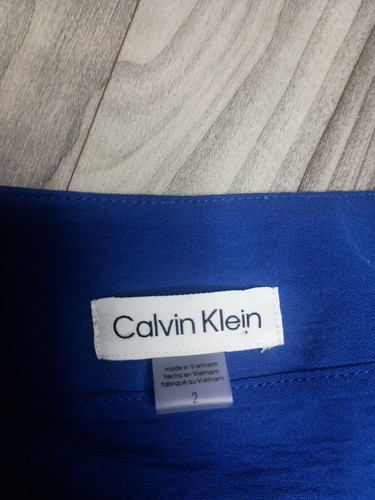 Calvin Klein
made in Vietnam
hecho en Vietnam
fabriqué au Vietnam
2